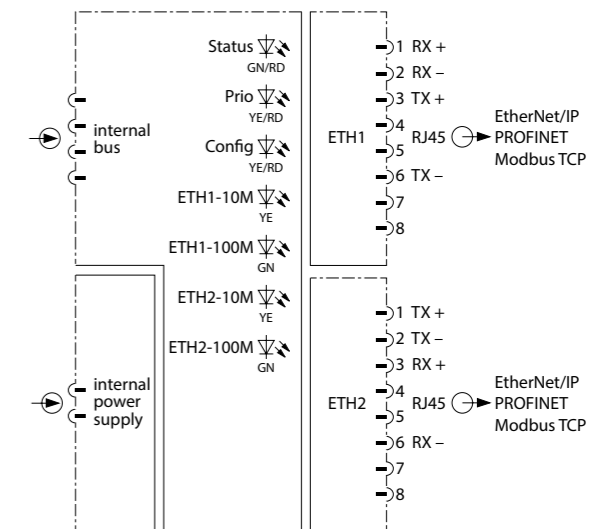 Status
GN/RD
Prio
YE/RD
Config
YE/RD
ETH1-10M
YE
ETH1-100M
GN
ETH2-10M
YE
ETH2-100M
GN
internal
bus
internal
power
supply
ETH1
1 RX +
2 RX –
3 TX +
4
5
6 TX –
7
8
RJ45
EtherNet/IP
PROFINET
Modbus TCP
ETH2
1 TX +
2 TX –
3 RX +
4
5
6 RX –
7
8
RJ45
EtherNet/IP
PROFINET
Modbus TCP